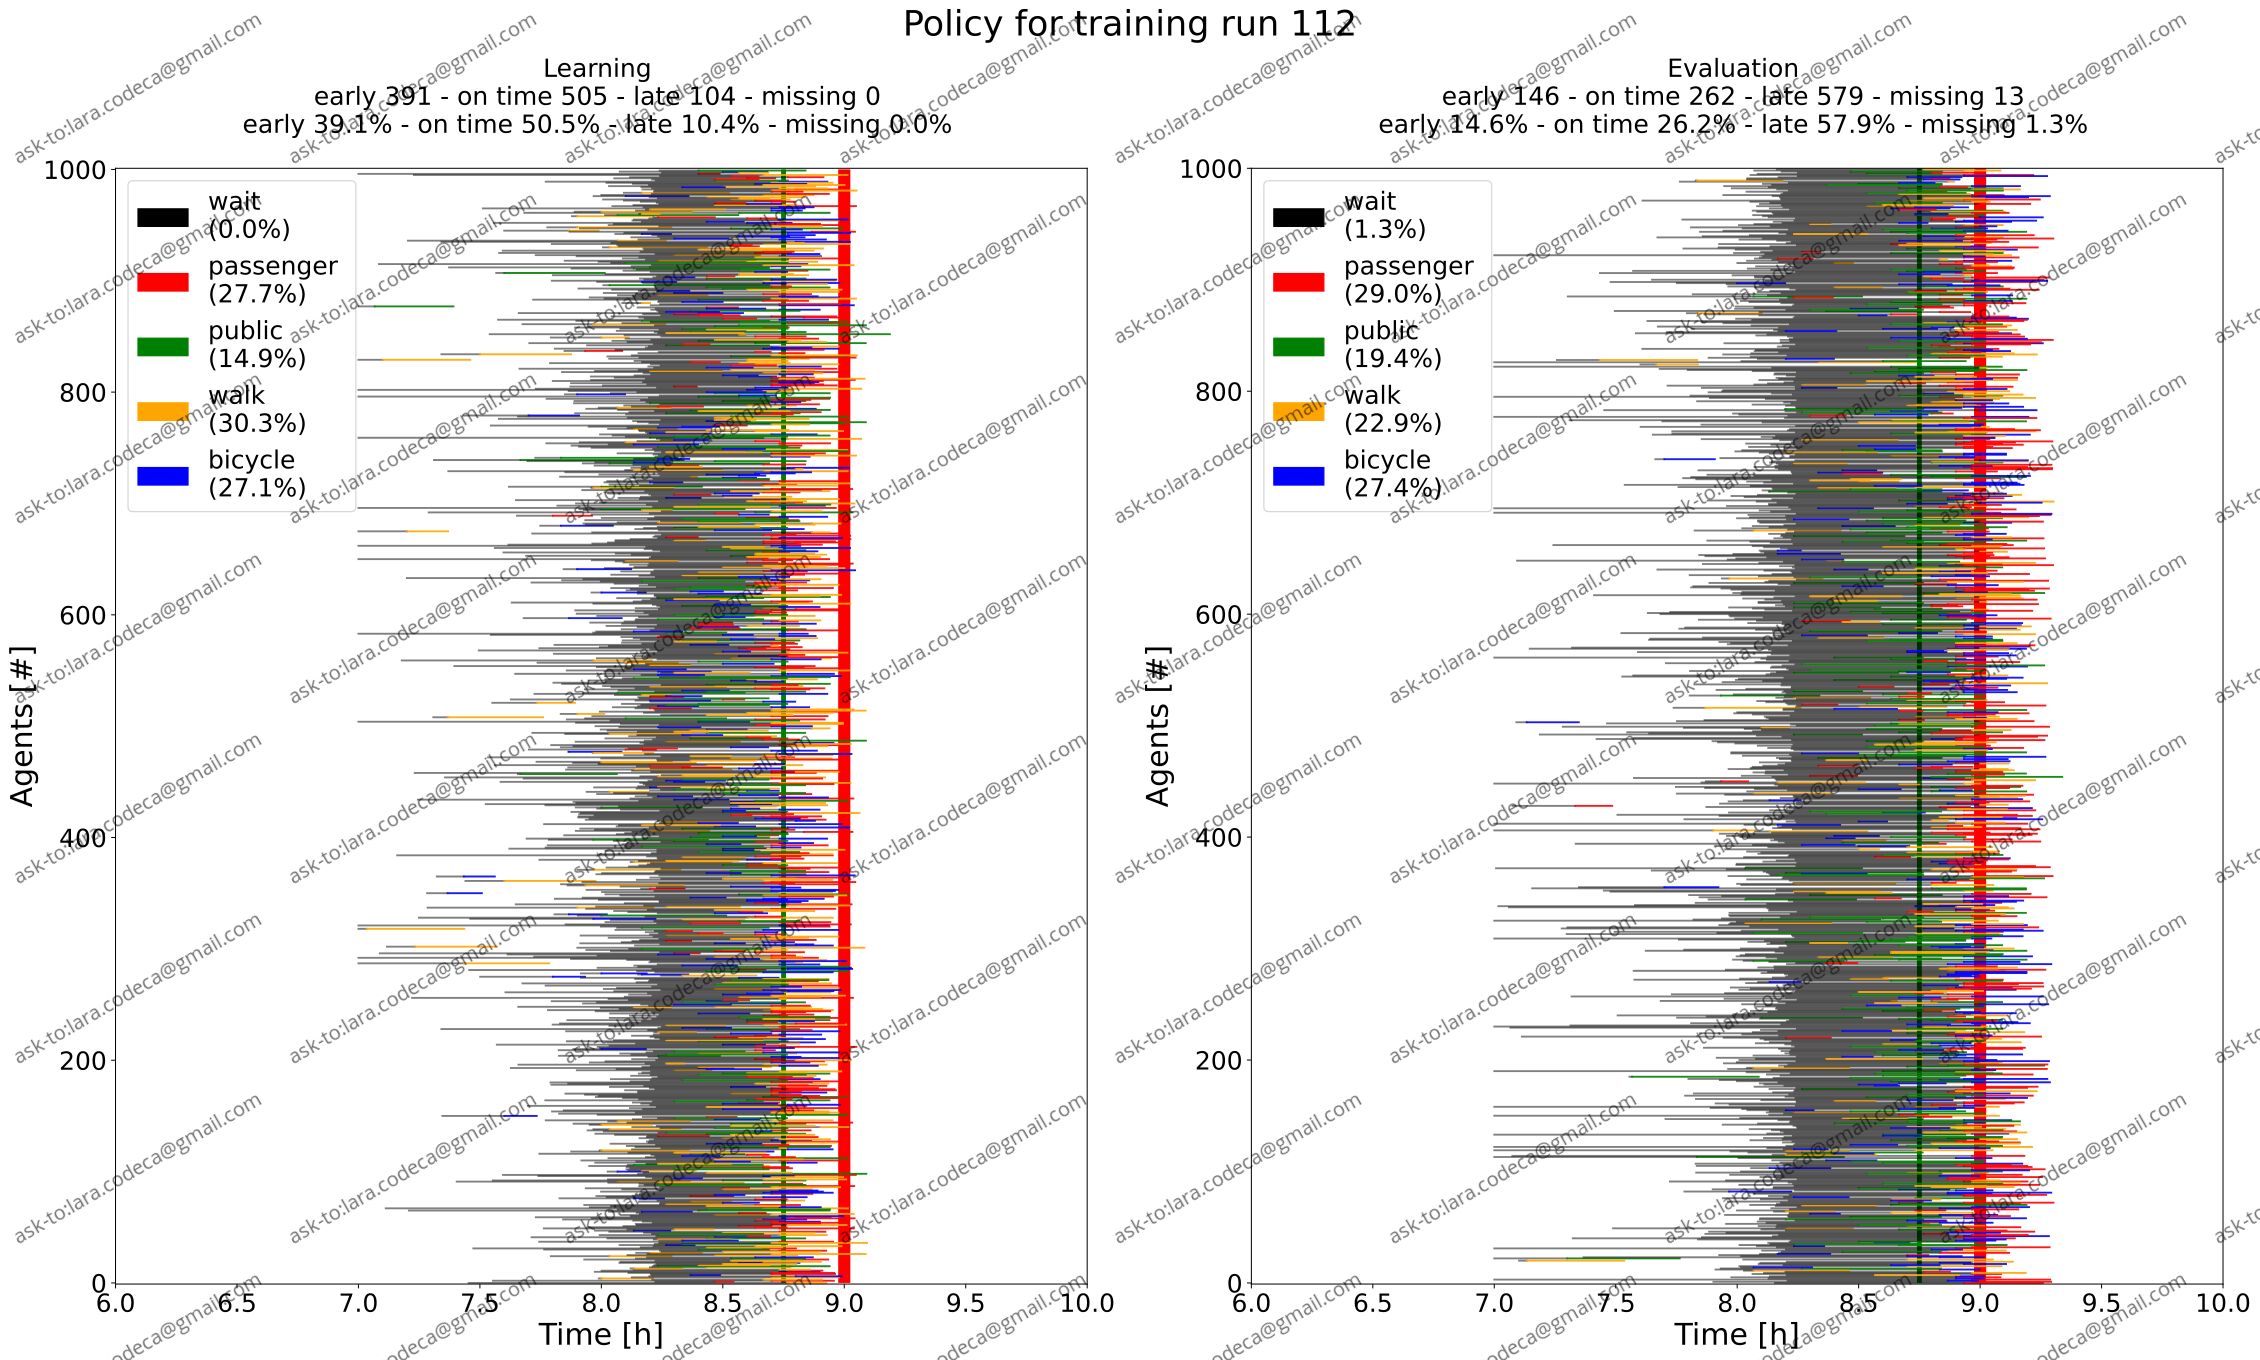 Policy for training run 112
Learning
early 391 - on time 505 - late 104 - missing 0
early 39.1% - on time 50.5% - late 10.4% - missing 0.0%
Evaluation
early 146 - on time 262 - late 579 - missing 13
early 14.6% - on time 26.2% - late 57.9% - missing 1.3%
wait
(0.0%)
passenger
(27.7%)
public
(14.9%)
walk
(30.3%)
bicycle
(27.1%)
1000
800
600
400
200
0
Agents [#]
6.0 6.5 7.0 7.5 8.0 8.5 9.0 9.5 10.0
Time [h]
wait
(1.3%)
passenger
(29.0%)
public
(19.4%)
walk
(22.9%)
bicycle
(27.4%)
1000
800
600
400
200
0
Agents [#]
6.0 6.5 7.0 7.5 8.0 8.5 9.0 9.5 10.0
Time [h]
ask-to:lara.codeca@gmail.com